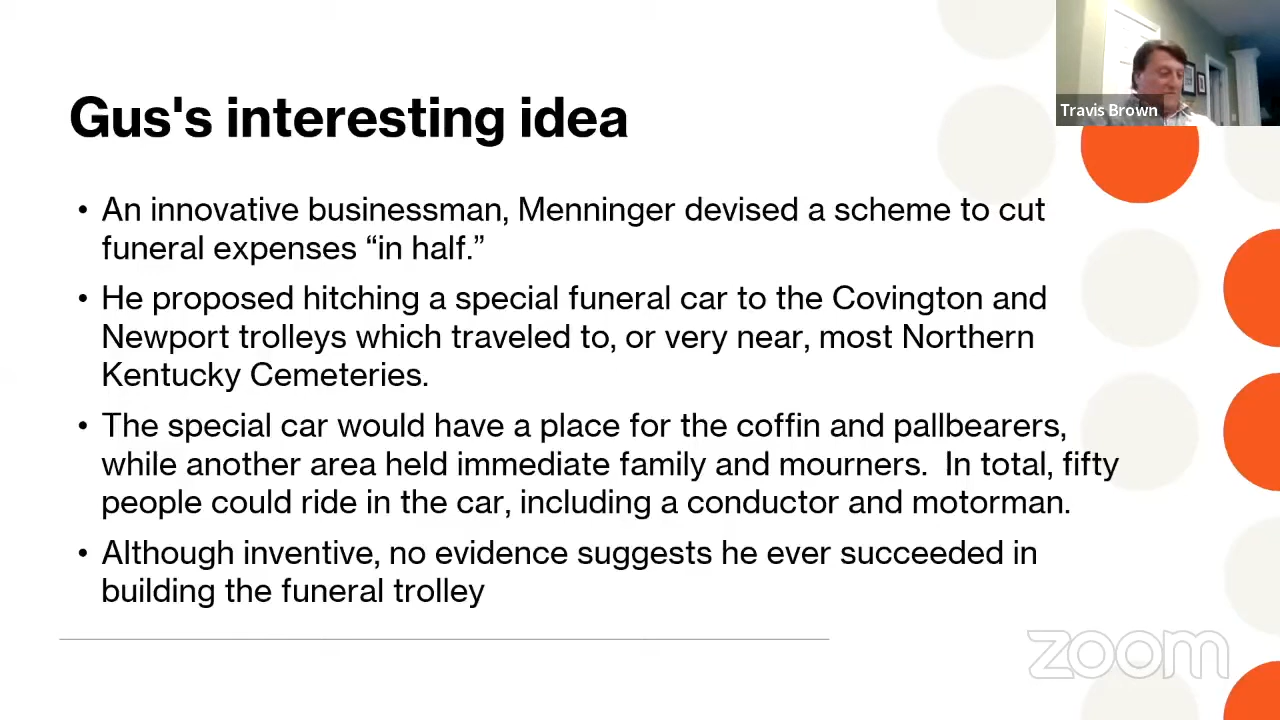 Travis Brown
Gus's interesting idea
• An innovative businessman, Menninger devised a scheme to cut
funeral expenses “in half.”
• He proposed hitching a special funeral car to the Covington and
Newport trolleys which traveled to, or very near, most Northern
Kentucky Cemeteries.
• The special car would have a place for the coffin and pallbearers,
while another area held immediate family and mourners.  In total, fifty
people could ride in the car, including a conductor and motorman.
• Although inventive, no evidence suggests he ever succeeded in
building the funeral trolley
zoom